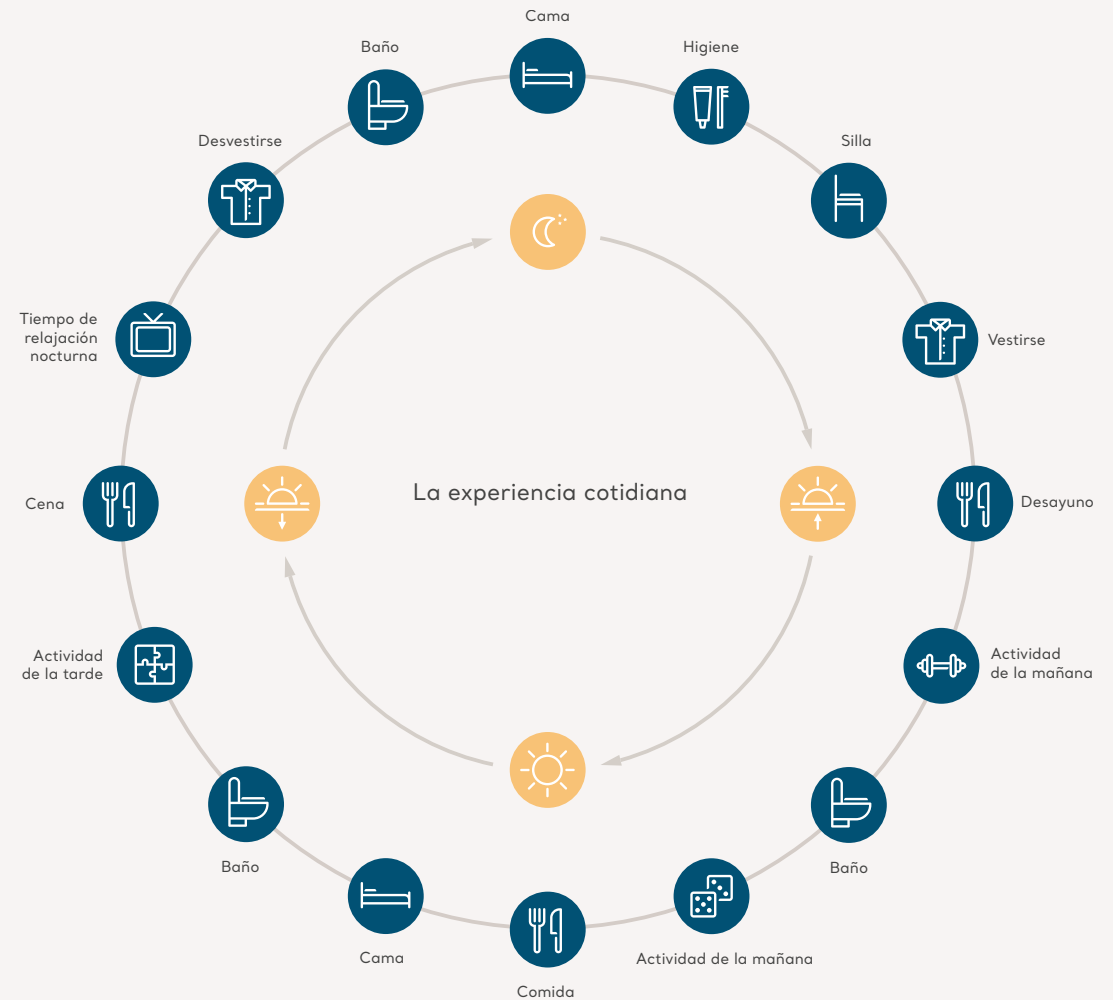 Cama
Higiene
Silla
Vestirse
Desayuno
Actividad
de la mañana
Baño
Actividad de la mañana
Comida
Cama
Baño
Actividad
de la tarde
Cena
Tiempo de
relajación
nocturna
Desvestirse
Baño
La experiencia cotidiana